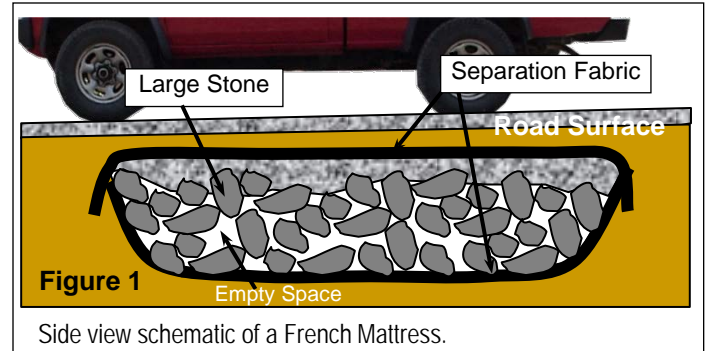 Separation Fabric
Large Stone
Road Surface
Figure 1
Empty Space
Side view schematic of a French Mattress.